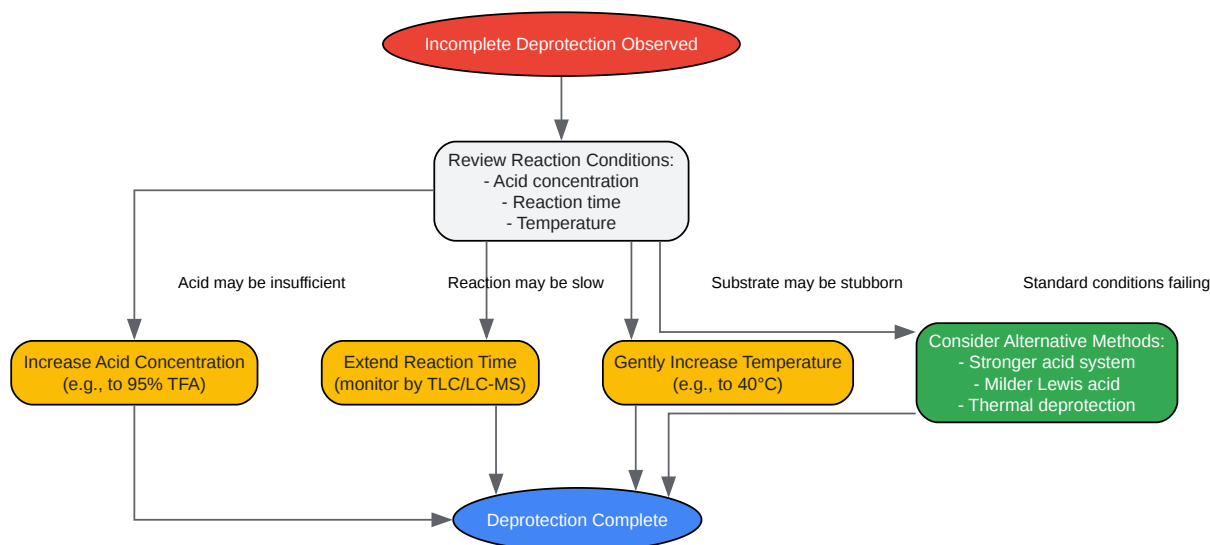 Incomplete Deprotection Observed
Review Reaction Conditions:
- Acid concentration
- Reaction time
- Temperature
Acid may be insufficient
Reaction may be slow
Substrate may be stubborn
Standard conditions failing
Increase Acid Concentration
(e.g., to 95% TFA)
Extend Reaction Time
(monitor by TLC/LC-MS)
Gently Increase Temperature
(e.g., to 40°C)
Consider Alternative Methods:
- Stronger acid system
- Milder Lewis acid
- Thermal deprotection
Deprotection Complete